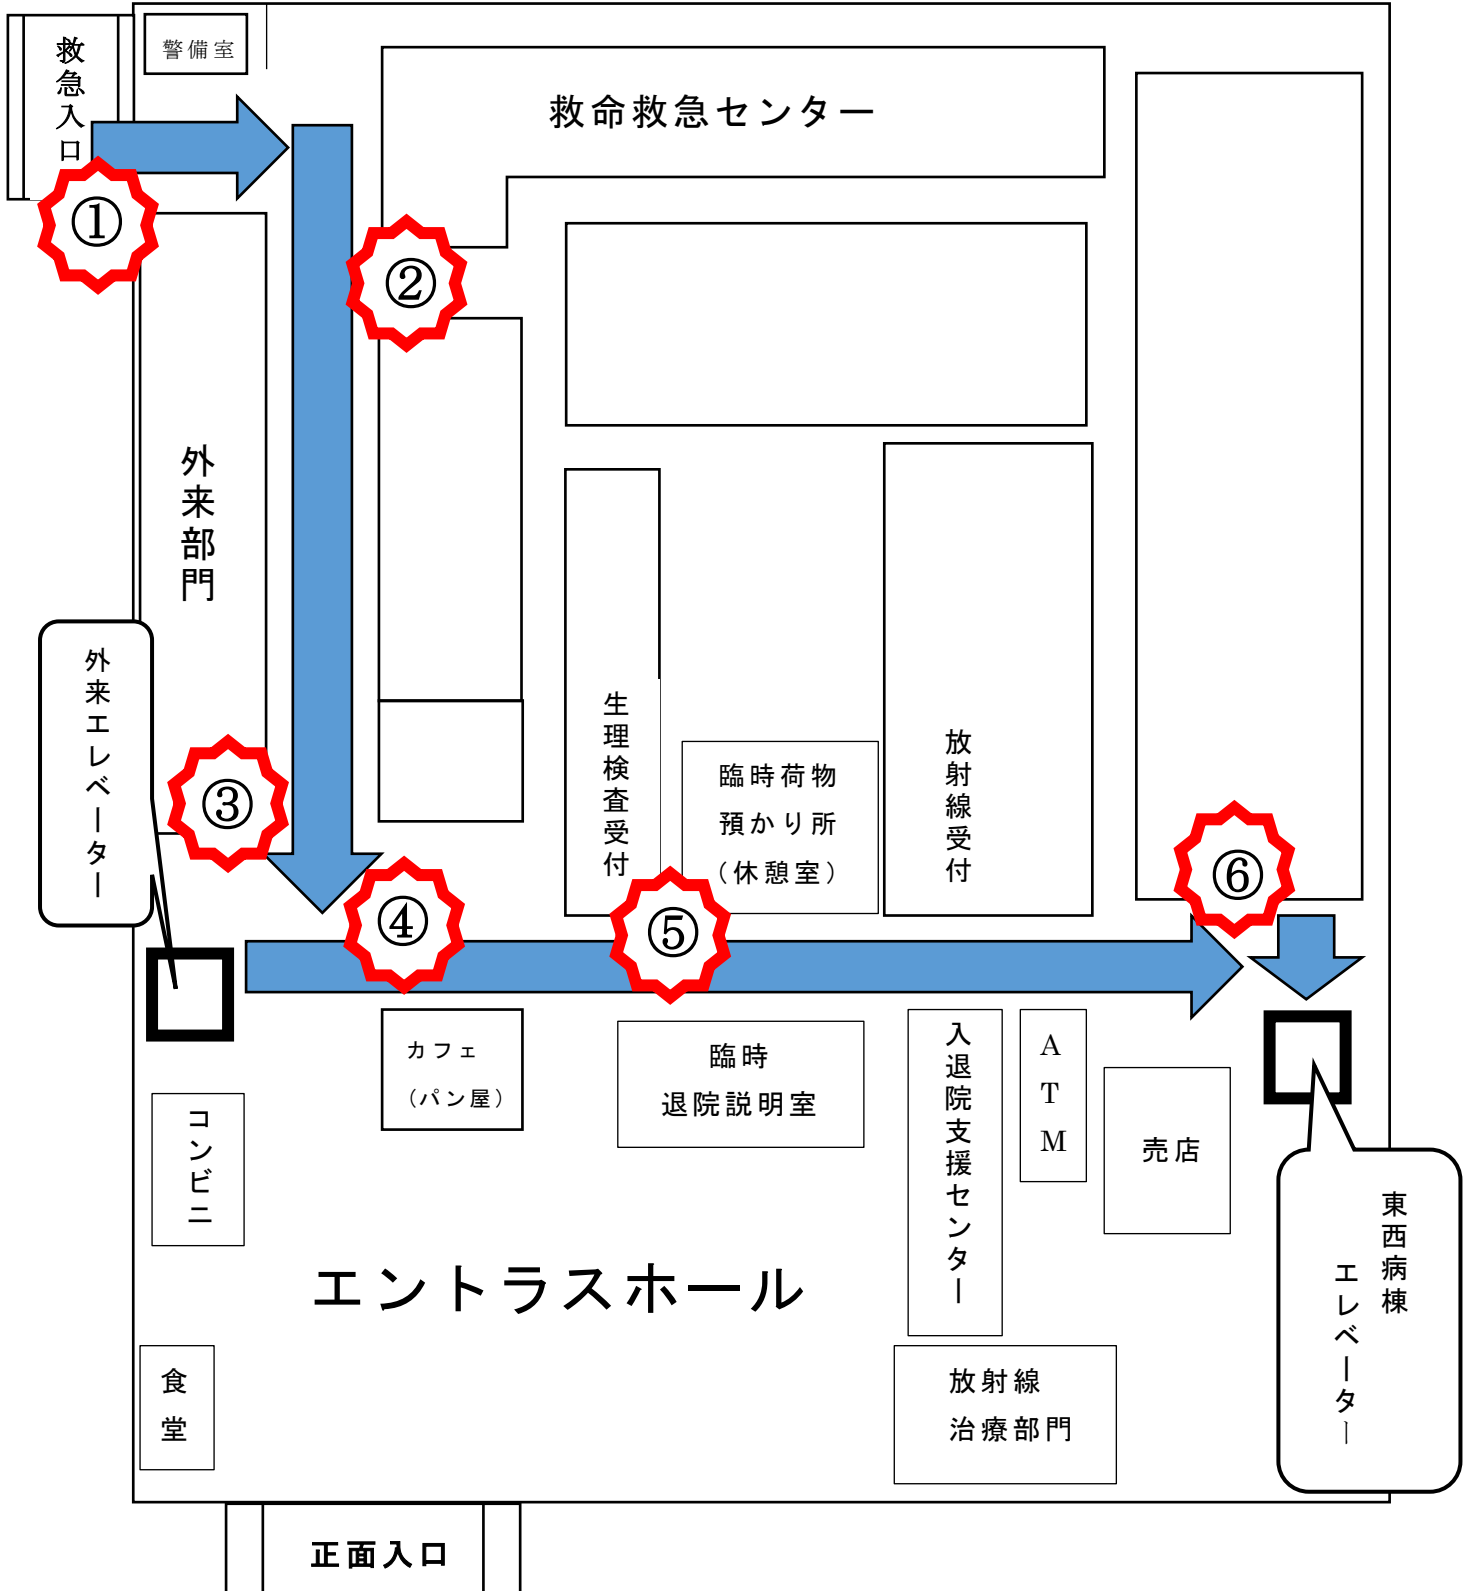 救急入口
警備室
救命救急センター
①
②
外来部門
外来エレベーター
③
生理検査受付
臨時荷物
預かり所
（休憩室）
放射線受付
④
⑤
⑥
カフェ
（パン屋）
臨時
退院説明室
入退院支援センター
ATM
売店
コンビニ
東西病棟
エレベーター
エントラスホール
食堂
放射線
治療部門
正面入口